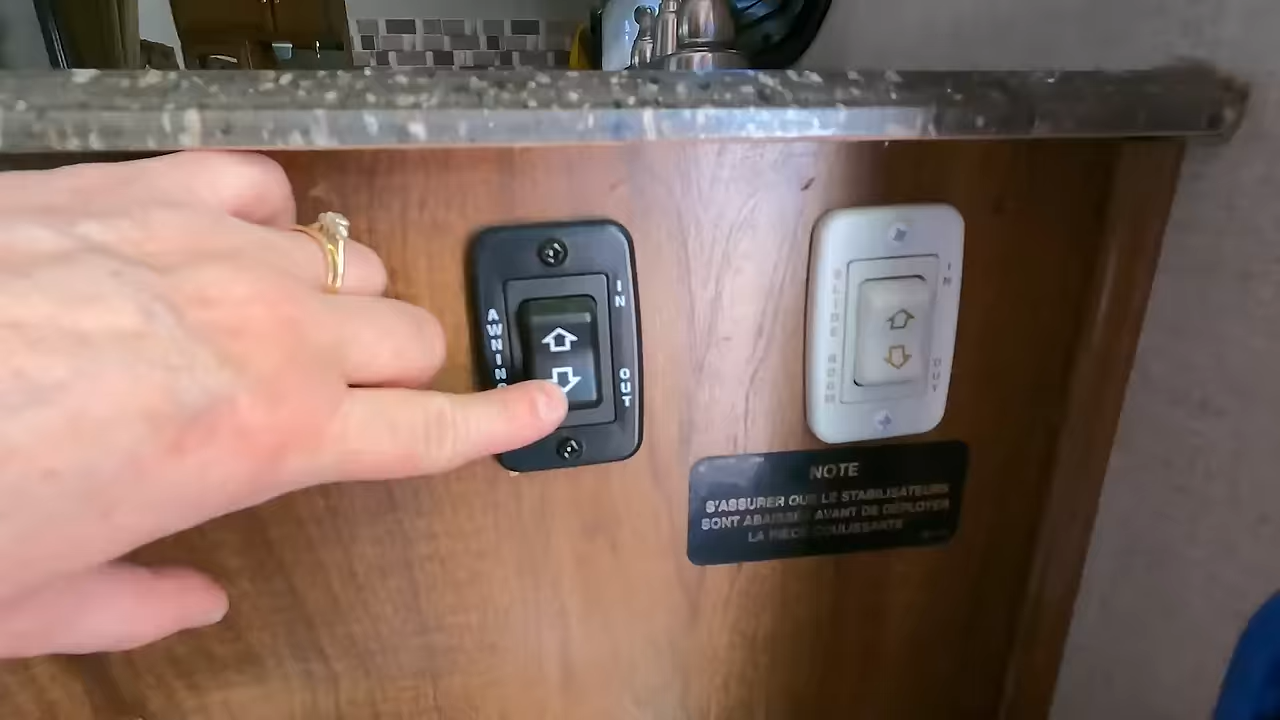 AWNING
IN
OUT
SLIDE ROOM
IN
OUT
NOTE
S'ASSURER QUE LE STABILISATEURS
SONT ABAISSÉ AVANT DE DÉPLOYER
LA PIÈCE COULISSANTE